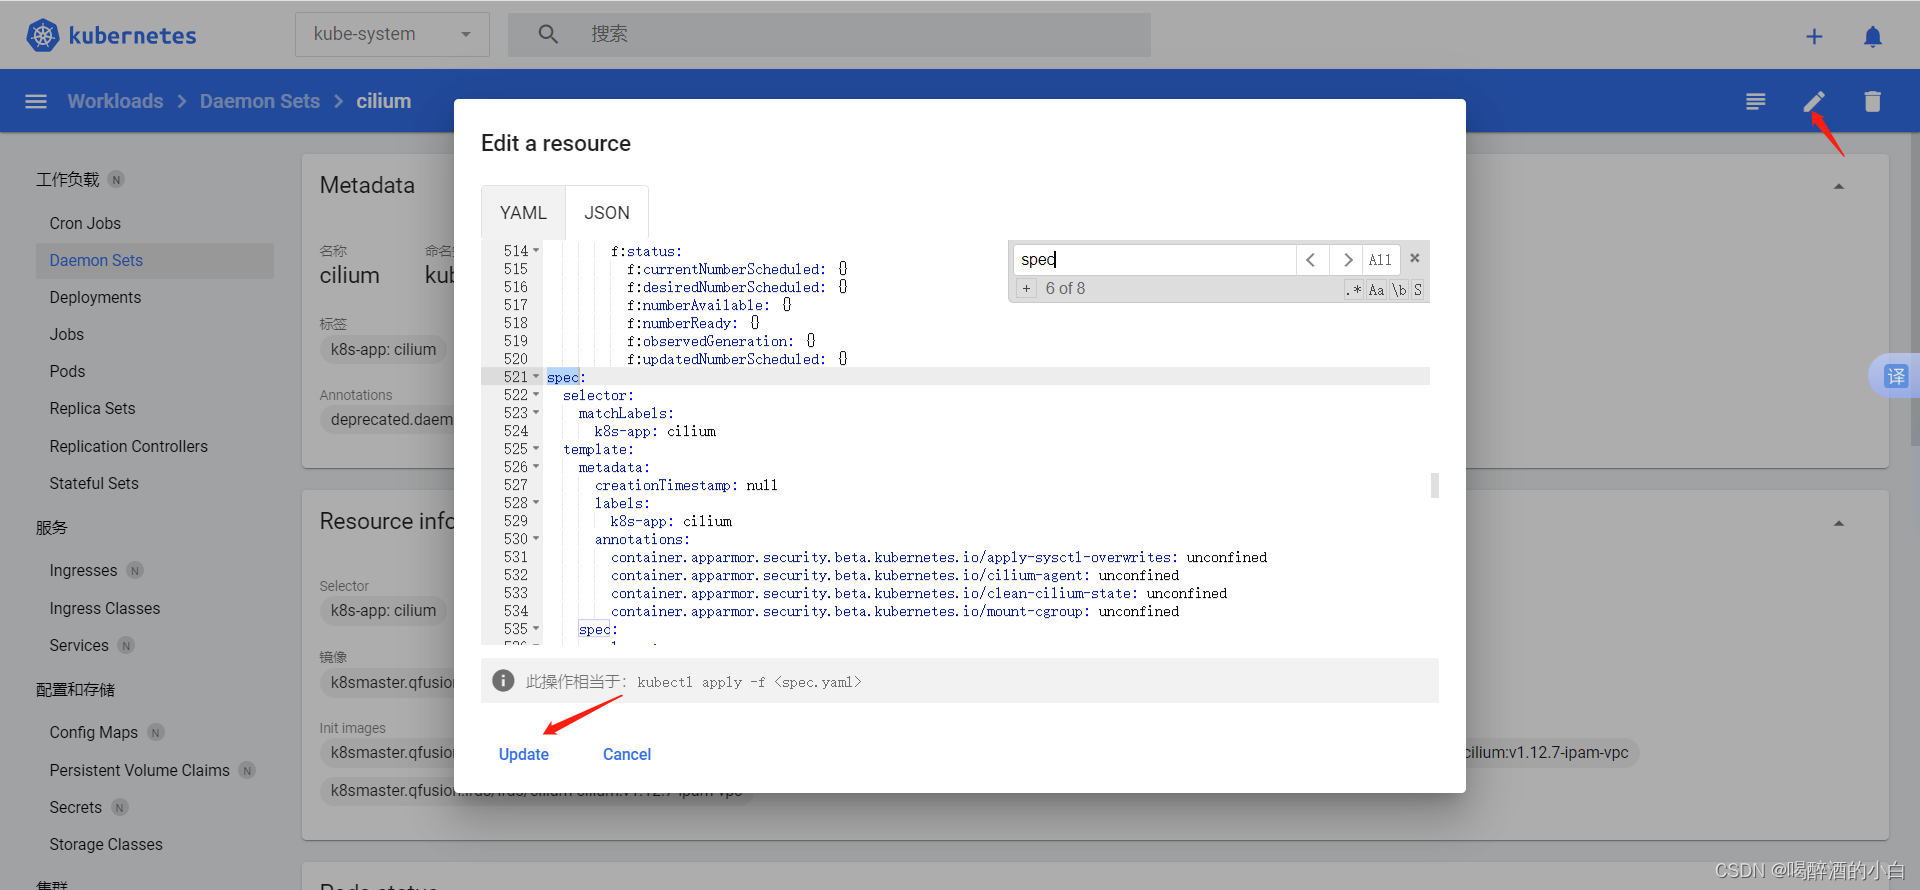 kubernetes
kube-system
搜索
Workloads
Daemon Sets
cilium
工作负载 N
Cron Jobs
Daemon Sets
Deployments
Jobs
Pods
Replica Sets
Replication Controllers
Stateful Sets
服务
Ingresses N
Ingress Classes
Services N
配置和存储
Config Maps N
Persistent Volume Claims N
Secrets N
Storage Classes
集群
Metadata
名称
cilium
标签
k8s-app: cilium
Annotations
deprecated.daem
Resource info
Selector
k8s-app: cilium
镜像
k8smaster.qfusion
Init images
k8smaster.qfusion
cilium:v1.12.7-ipam-vpc
Edit a resource
YAML
JSON
514 f:status:
515 f:currentNumberScheduled: {}
516 f:desiredNumberScheduled: {}
517 f:numberAvailable: {}
518 f:numberReady: {}
519 f:observedGeneration: {}
520 f:updatedNumberScheduled: {}
521 spec:
522 selector:
523 matchLabels:
524 k8s-app: cilium
525 template:
526 metadata:
527 creationTimestamp: null
528 labels:
529 k8s-app: cilium
530 annotations:
531 container.apparmor.security.beta.kubernetes.io/apply-sysctl-overwrites: unconfined
532 container.apparmor.security.beta.kubernetes.io/cilium-agent: unconfined
533 container.apparmor.security.beta.kubernetes.io/clean-cilium-state: unconfined
534 container.apparmor.security.beta.kubernetes.io/mount-cgroup: unconfined
535 spec:
spec
All
+ 6 of 8
.* Aa \b S
此操作相当于: kubectl apply -f <spec.yaml>
Update
Cancel
译
CSDN @喝醉酒的小白